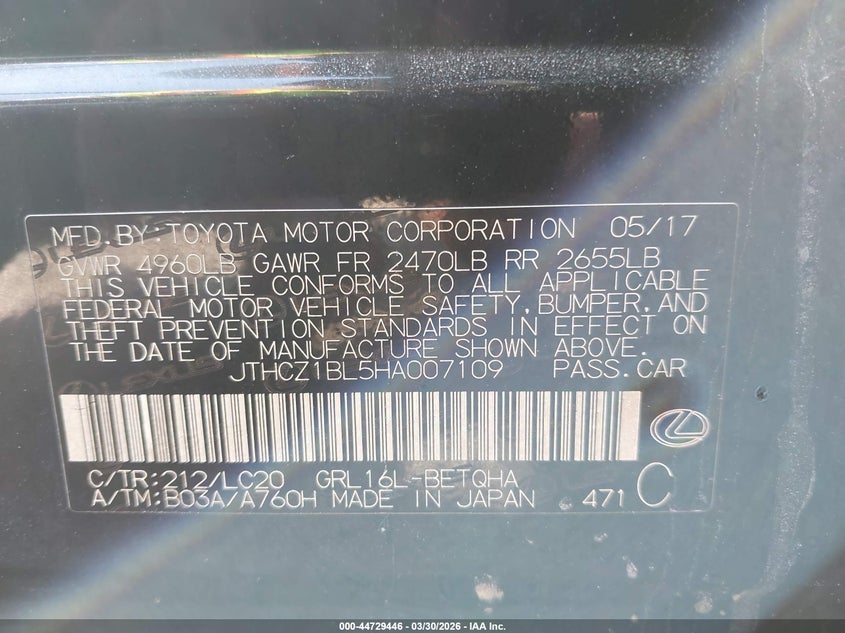 MFD.BY:TOYOTA MOTOR CORPORATION 05/17
GVWR 4960LB GAWR FR 2470LB RR 2655LB
THIS VEHICLE CONFORMS TO ALL APPLICABLE
FEDERAL MOTOR VEHICLE SAFETY,BUMPER,AND
THEFT PREVENTION STANDARDS IN EFFECT ON
THE DATE OF MANUFACTURE SHOWN ABOVE.
JTHCZ1BL5HA007109 PASS.CAR
C/TR:212/LC20 GRL16L-BETQHA
A/TM:B03A/A760H MADE IN JAPAN 471 C
000-44729446 - 03/30/2026 - IAA Inc.